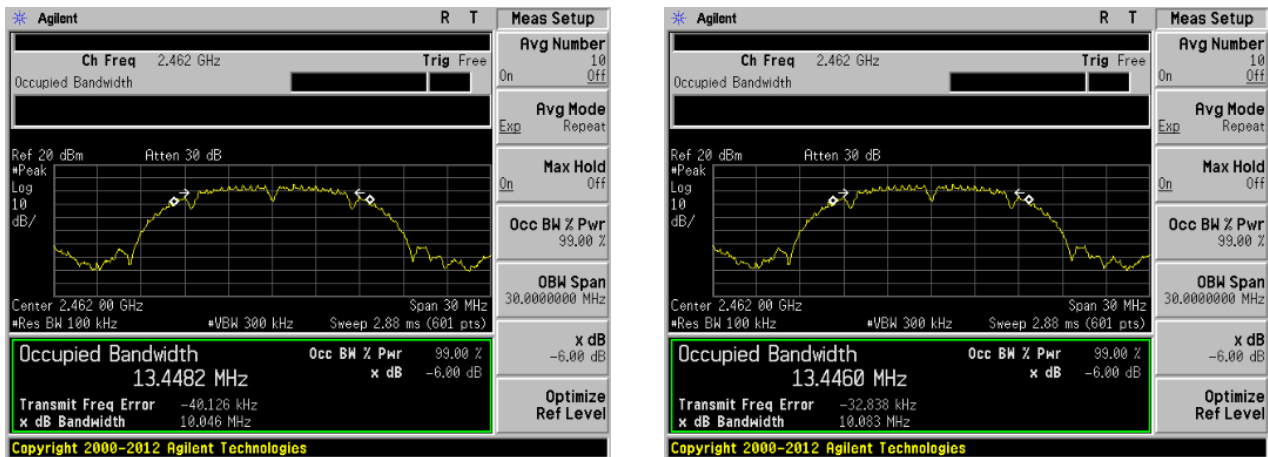 Agilent R T
Meas Setup
Ch Freq 2.462 GHz Trig Free
Occupied Bandwidth
Avg Number
10
On Off
Avg Mode
Exp Repeat
Ref 20 dBm Atten 30 dB
#Peak
Log
10
dB/
Max Hold
On Off
Occ BW % Pwr
99.00 %
OBW Span
30.0000000 MHz
Center 2.462 00 GHz Span 30 MHz
#Res BW 100 kHz #VBW 300 kHz Sweep 2.88 ms (601 pts)
x dB
-6.00 dB
Optimize
Ref Level
Occupied Bandwidth Occ BW % Pwr 99.00 %
13.4482 MHz x dB -6.00 dB
Transmit Freq Error -40.126 kHz
x dB Bandwidth 10.046 MHz
Copyright 2000-2012 Agilent Technologies
Agilent R T
Meas Setup
Ch Freq 2.462 GHz Trig Free
Occupied Bandwidth
Avg Number
10
On Off
Avg Mode
Exp Repeat
Ref 20 dBm Atten 30 dB
#Peak
Log
10
dB/
Max Hold
On Off
Occ BW % Pwr
99.00 %
OBW Span
30.0000000 MHz
Center 2.462 00 GHz Span 30 MHz
#Res BW 100 kHz #VBW 300 kHz Sweep 2.88 ms (601 pts)
x dB
-6.00 dB
Optimize
Ref Level
Occupied Bandwidth Occ BW % Pwr 99.00 %
13.4460 MHz x dB -6.00 dB
Transmit Freq Error -32.838 kHz
x dB Bandwidth 10.083 MHz
Copyright 2000-2012 Agilent Technologies